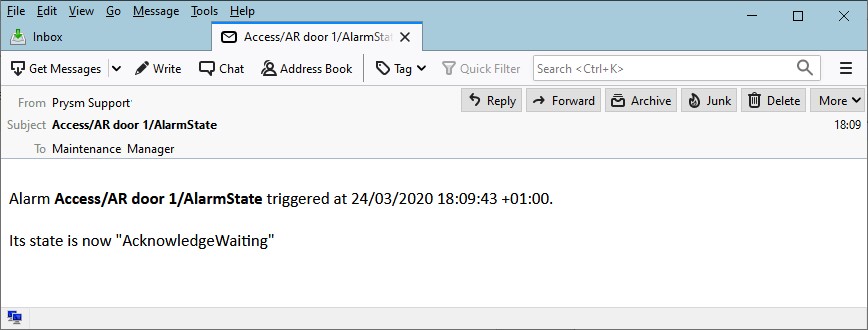 File Edit View Go Message Tools Help
Inbox Access/AR door 1/AlarmStat
Get Messages Write Chat Address Book Tag Quick Filter Search <Ctrl+K>
From Prysm Support Reply Forward Archive Junk Delete More
Subject Access/AR door 1/AlarmState 18:09
To Maintenance Manager
Alarm Access/AR door 1/AlarmState triggered at 24/03/2020 18:09:43 +01:00.
Its state is now "AcknowledgeWaiting"